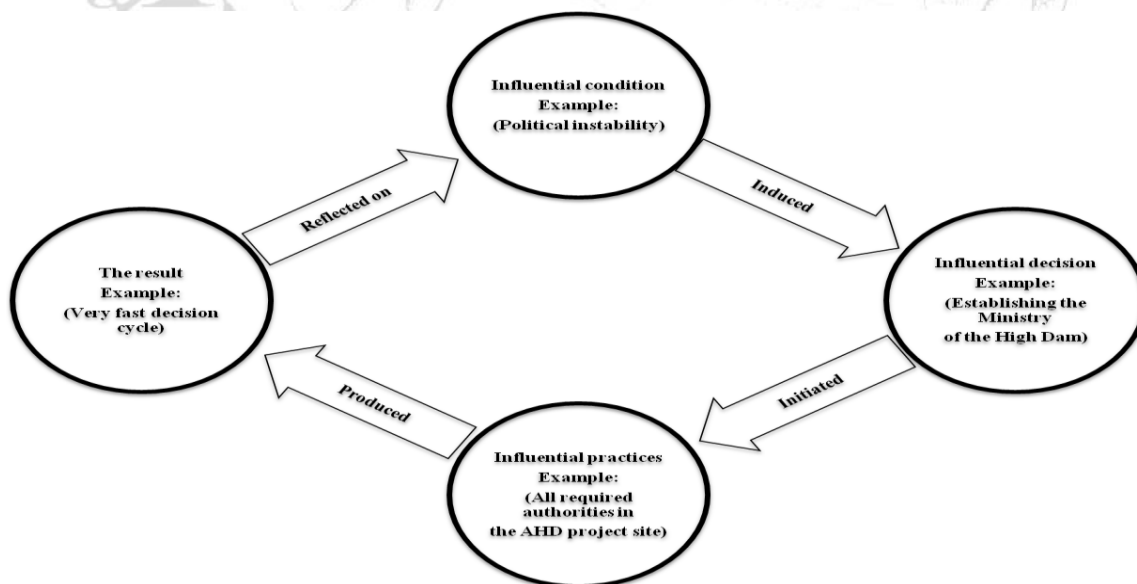 Influential condition
Example:
(Political instability)
Reflected on
Induced
The result
Example:
(Very fast decision
cycle)
Influential decision
Example:
(Establishing the
Ministry
of the High Dam)
Produced
Initiated
Influential practices
Example:
(All required
authorities in
the AHD project site)